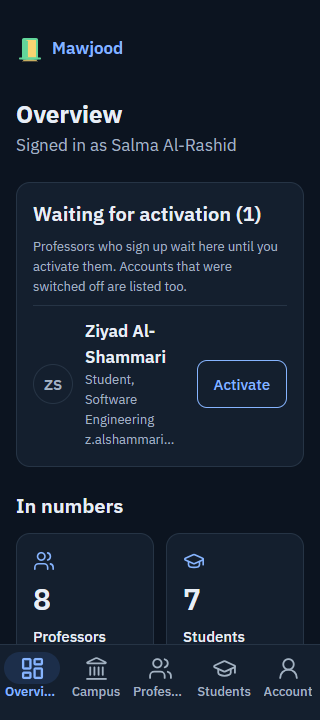 Mawjood
Overview
Signed in as Salma Al-Rashid
Waiting for activation (1)
Professors who sign up wait here until you
activate them. Accounts that were
switched off are listed too.
ZS
Ziyad Al-
Shammari
Student,
Software
Engineering
z.alshammari...
Activate
In numbers
8
Professors
7
Students
Overvi...
Campus
Profes...
Students
Account